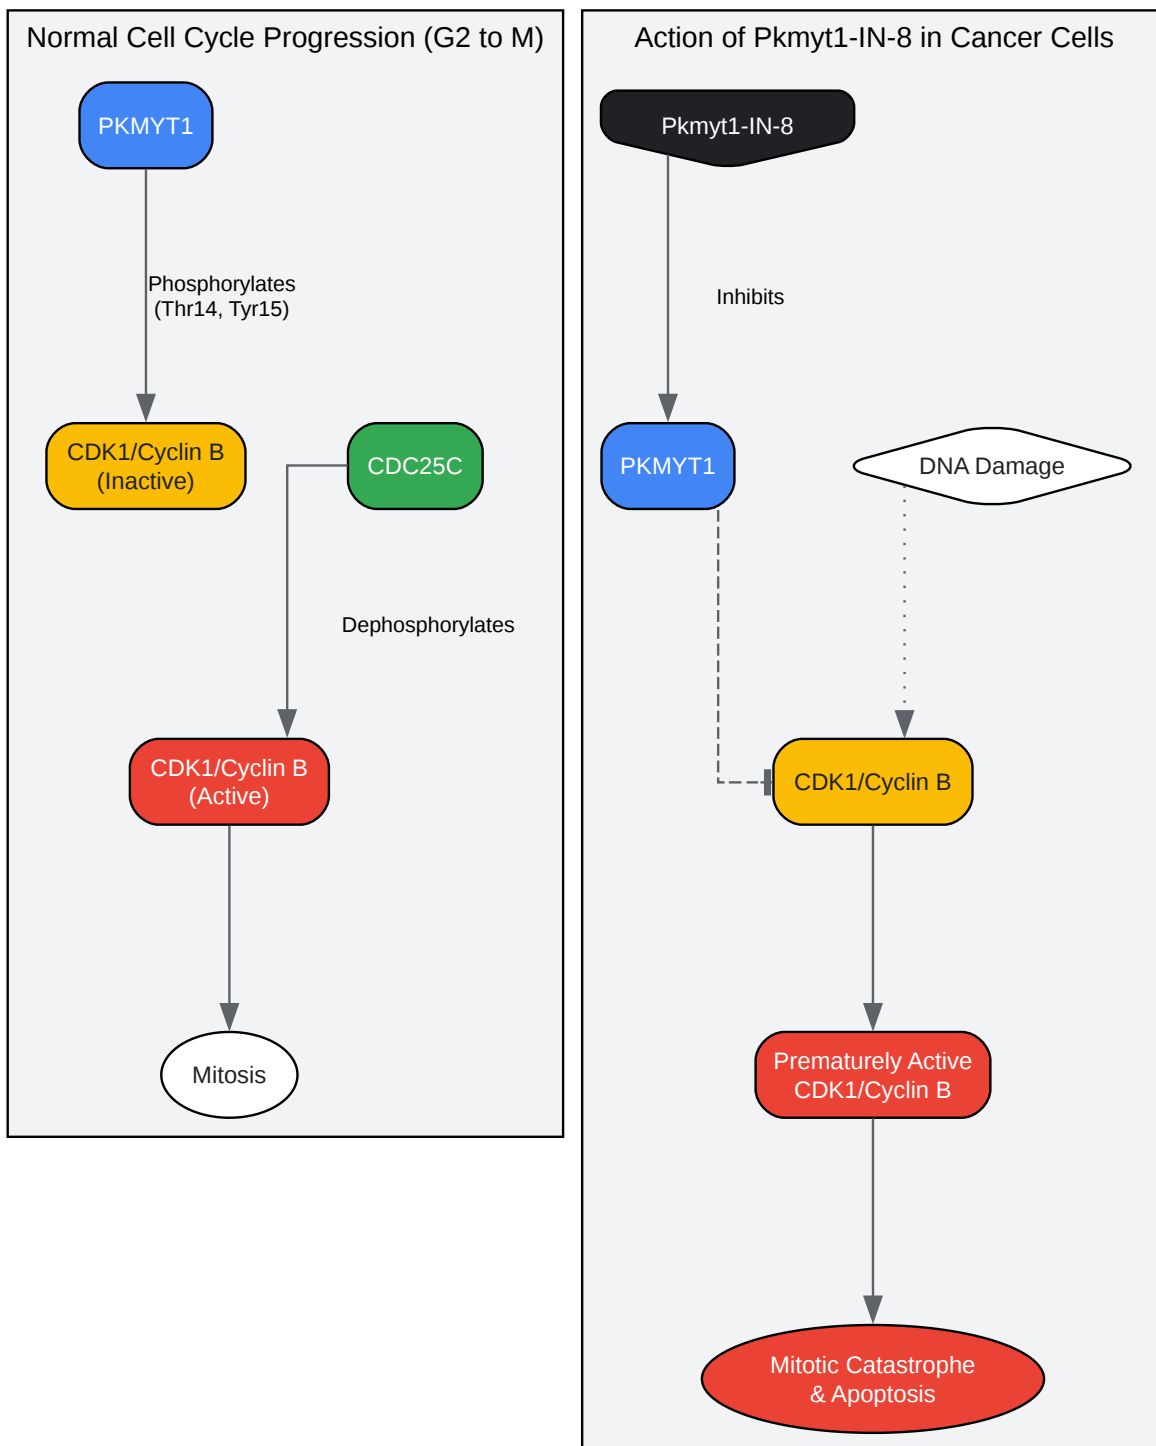 Normal Cell Cycle Progression (G2 to M)
PKMYT1
Phosphorylates
(Thr14, Tyr15)
CDK1/Cyclin B
(Inactive)
CDC25C
Dephosphorylates
CDK1/Cyclin B
(Active)
Mitosis
Action of Pkmyt1-IN-8 in Cancer Cells
Pkmyt1-IN-8
Inhibits
PKMYT1
DNA Damage
CDK1/Cyclin B
Prematurely Active
CDK1/Cyclin B
Mitotic Catastrophe
& Apoptosis